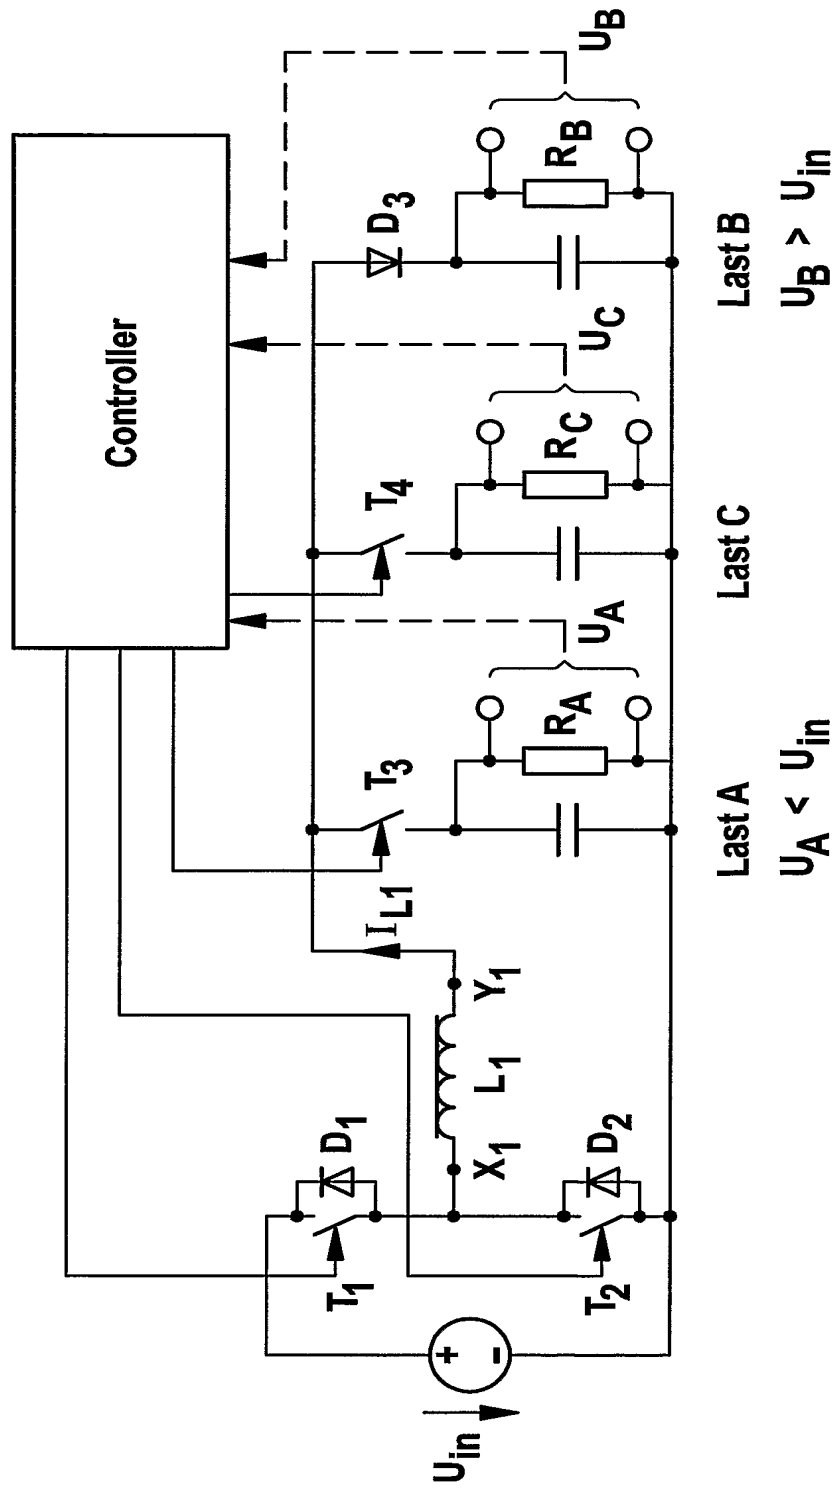 Controller
U_in
+
-
T_1
D_1
T_2
D_2
X_1
L_1
Y_1
I_L1
T_3
T_4
D_3
R_A
U_A
R_C
U_C
R_B
U_B
Last A
U_A < U_in
Last C
Last B
U_B > U_in